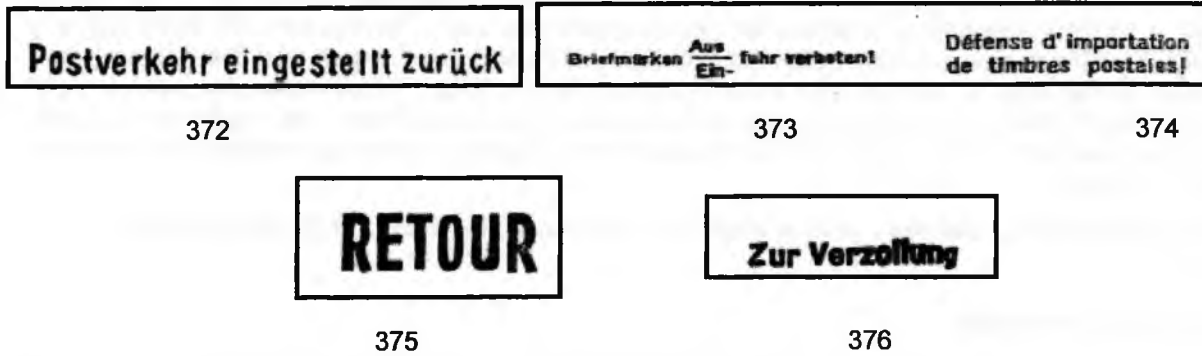 Postverkehr eingestellt zurück
Briefmarken Aus
Ein- fuhr verboten!
Défense d'importation
de timbres postales!
372
373
374
RETOUR
Zur Verzollung
375
376